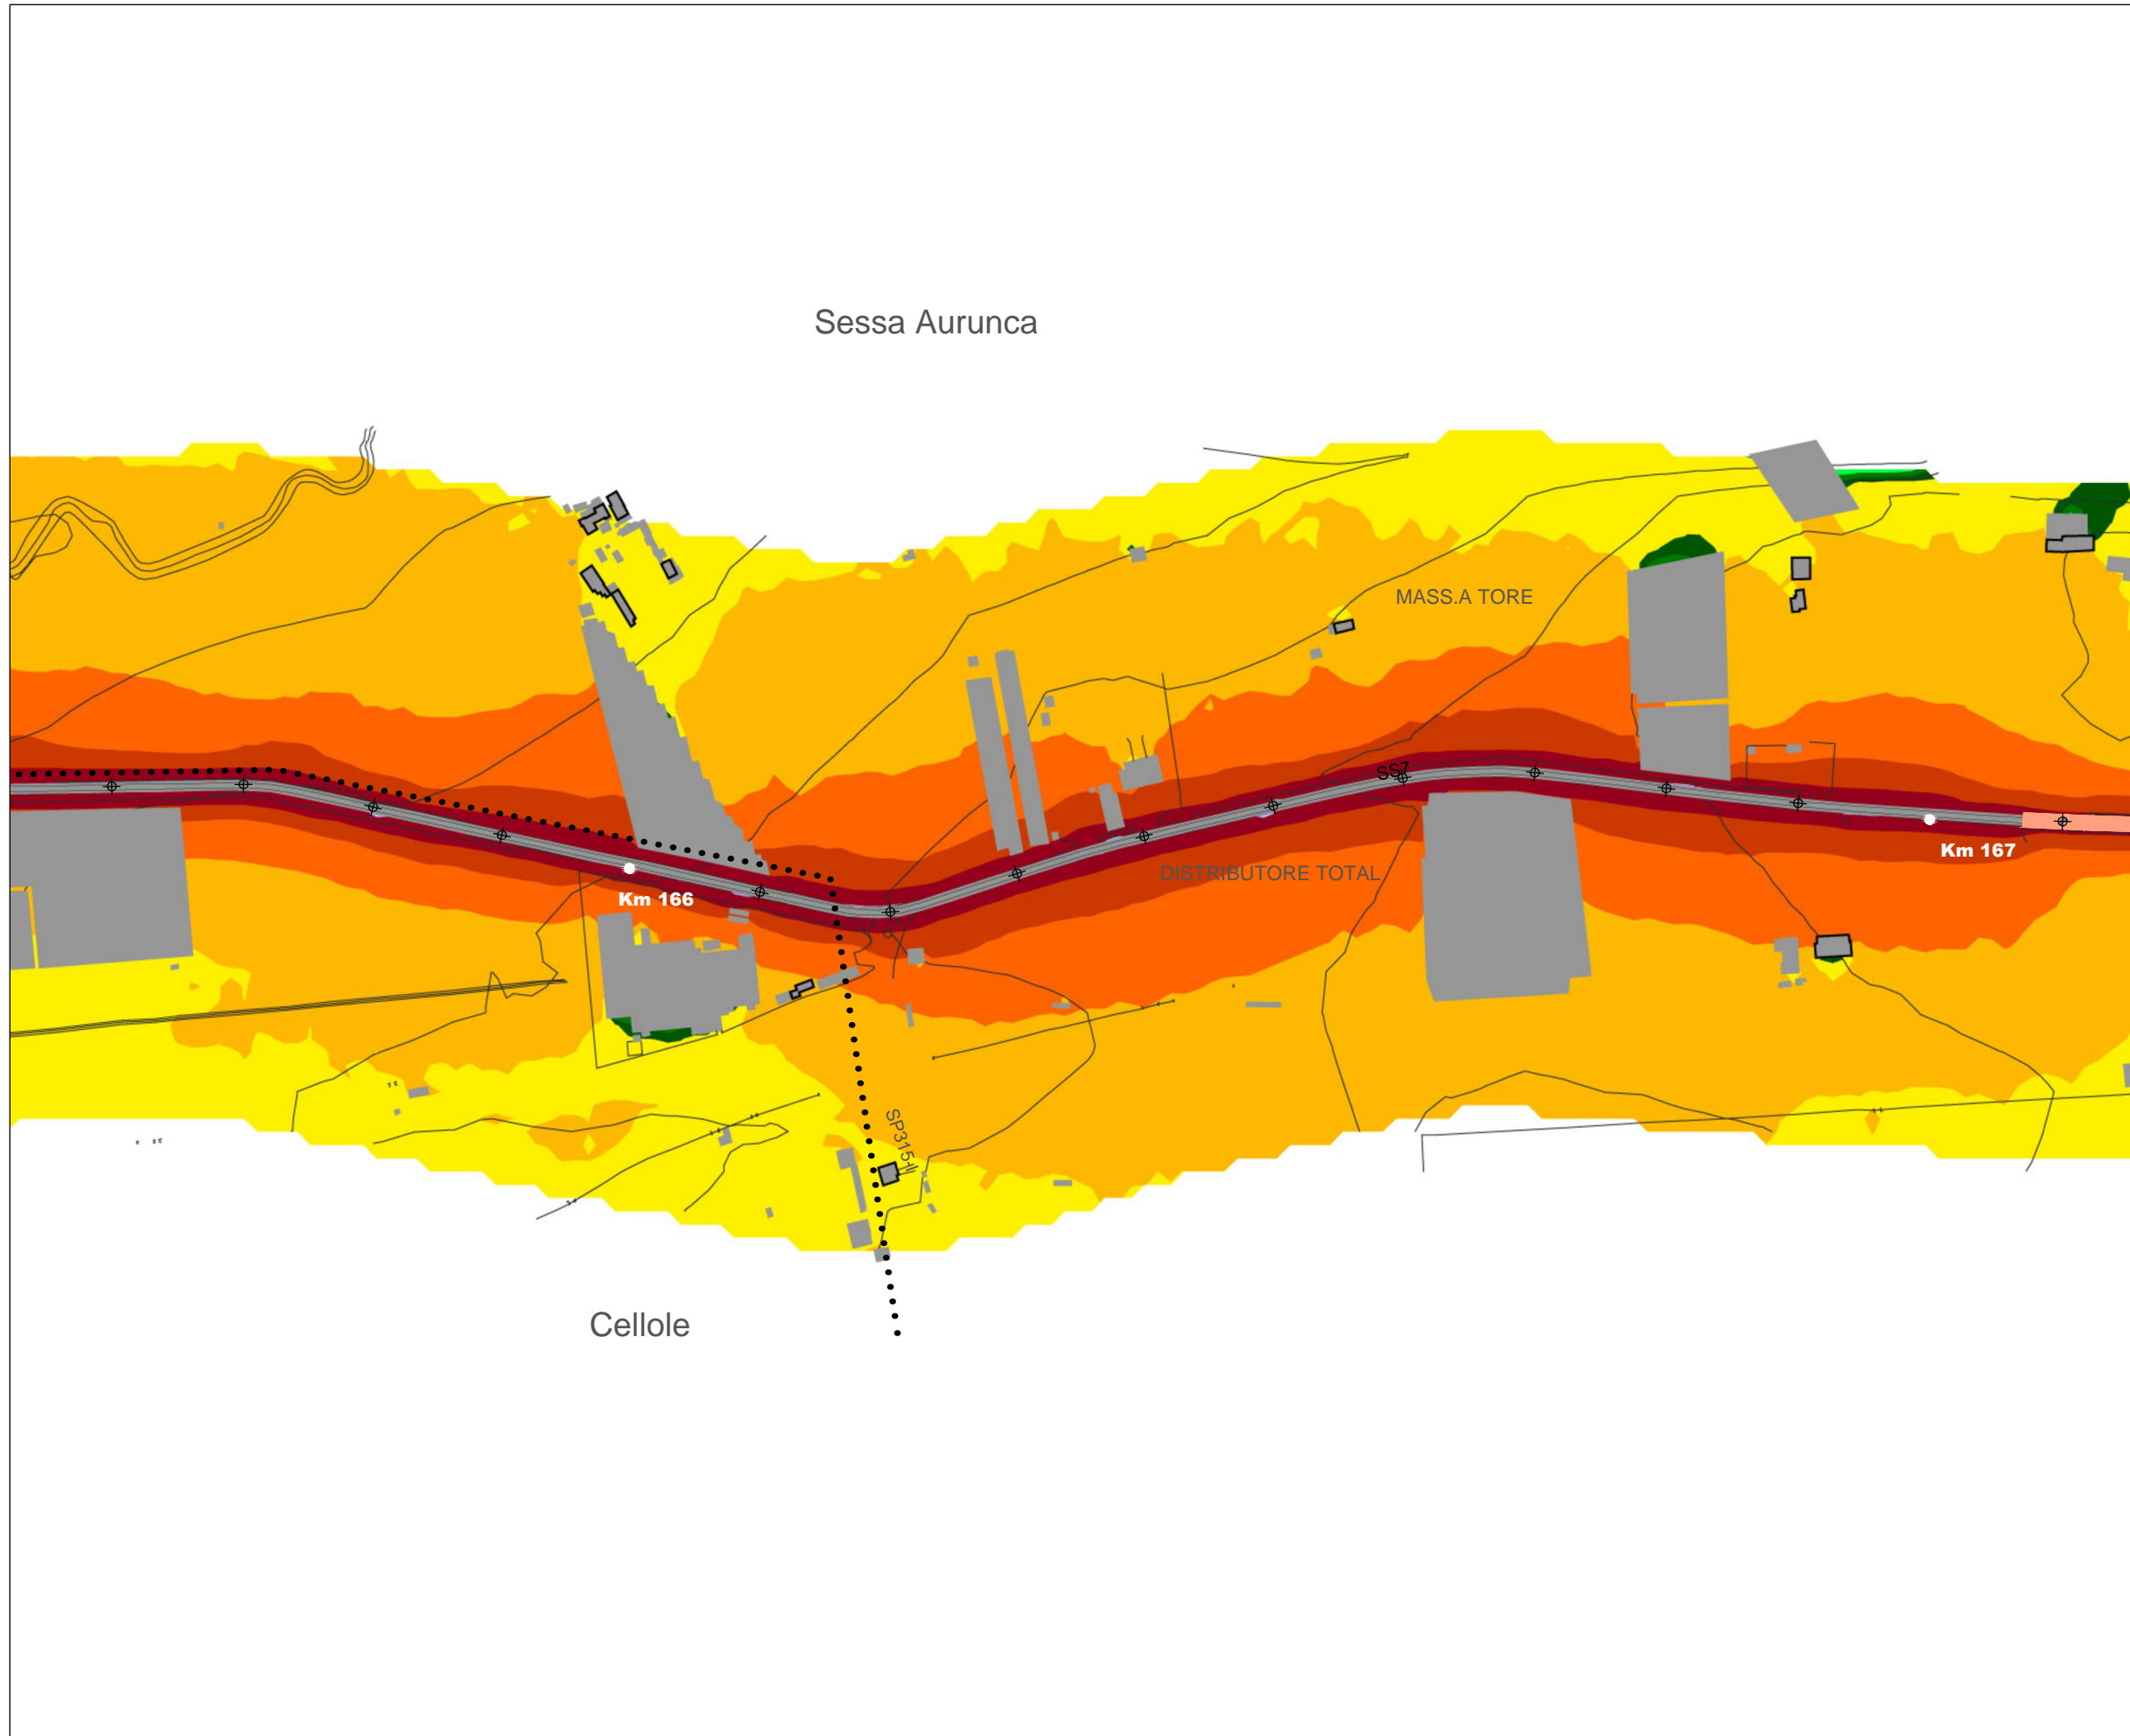 Sessa Aurunca
MASS.A TORE
SS7
Km 167
DISTRIBUTORE TOTAL
Km 166
SP315
Cellole